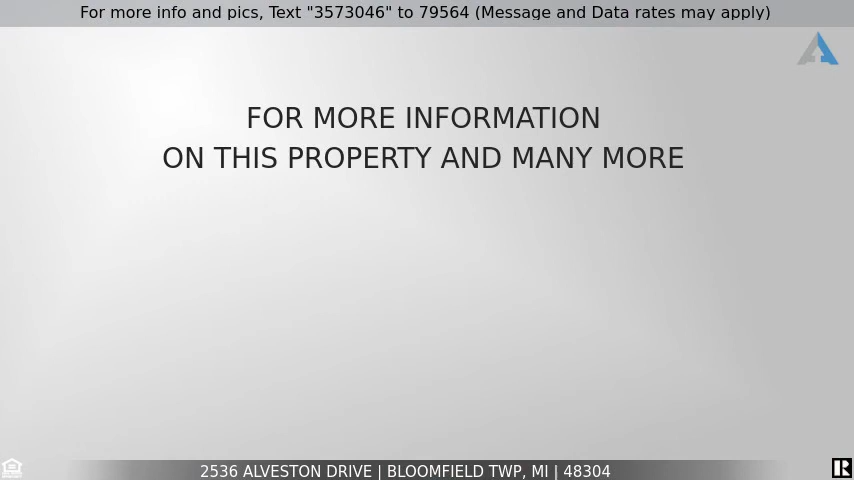 For more info and pics, Text "3573046" to 79564 (Message and Data rates may apply)
FOR MORE INFORMATION
ON THIS PROPERTY AND MANY MORE
2536 ALVESTON DRIVE | BLOOMFIELD TWP, MI | 48304